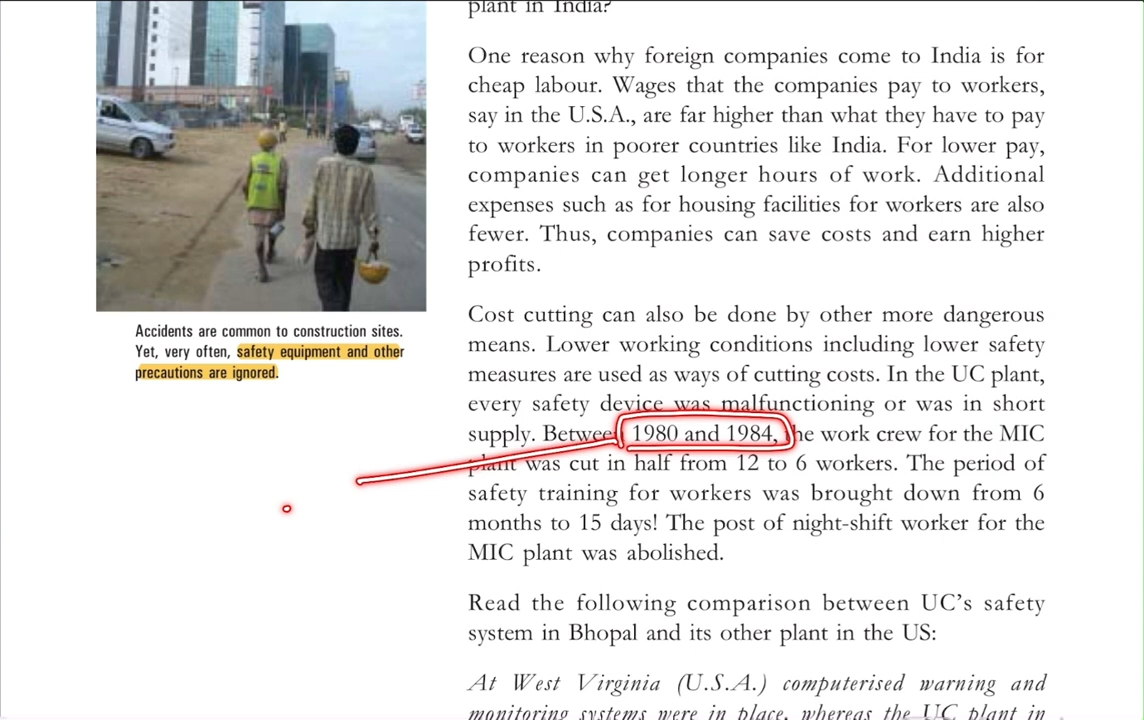 plant in India?
One reason why foreign companies come to India is for
cheap labour. Wages that the companies pay to workers,
say in the U.S.A., are far higher than what they have to pay
to workers in poorer countries like India. For lower pay,
companies can get longer hours of work. Additional
expenses such as for housing facilities for workers are also
fewer. Thus, companies can save costs and earn higher
profits.
Accidents are common to construction sites.
Yet, very often, safety equipment and other
precautions are ignored.
Cost cutting can also be done by other more dangerous
means. Lower working conditions including lower safety
measures are used as ways of cutting costs. In the UC plant,
every safety device was malfunctioning or was in short
supply. Between 1980 and 1984, the work crew for the MIC
plant was cut in half from 12 to 6 workers. The period of
safety training for workers was brought down from 6
months to 15 days! The post of night-shift worker for the
MIC plant was abolished.
Read the following comparison between UC's safety
system in Bhopal and its other plant in the US:
At West Virginia (U.S.A.) computerised warning and
monitoring systems were in place, whereas the UC plant in